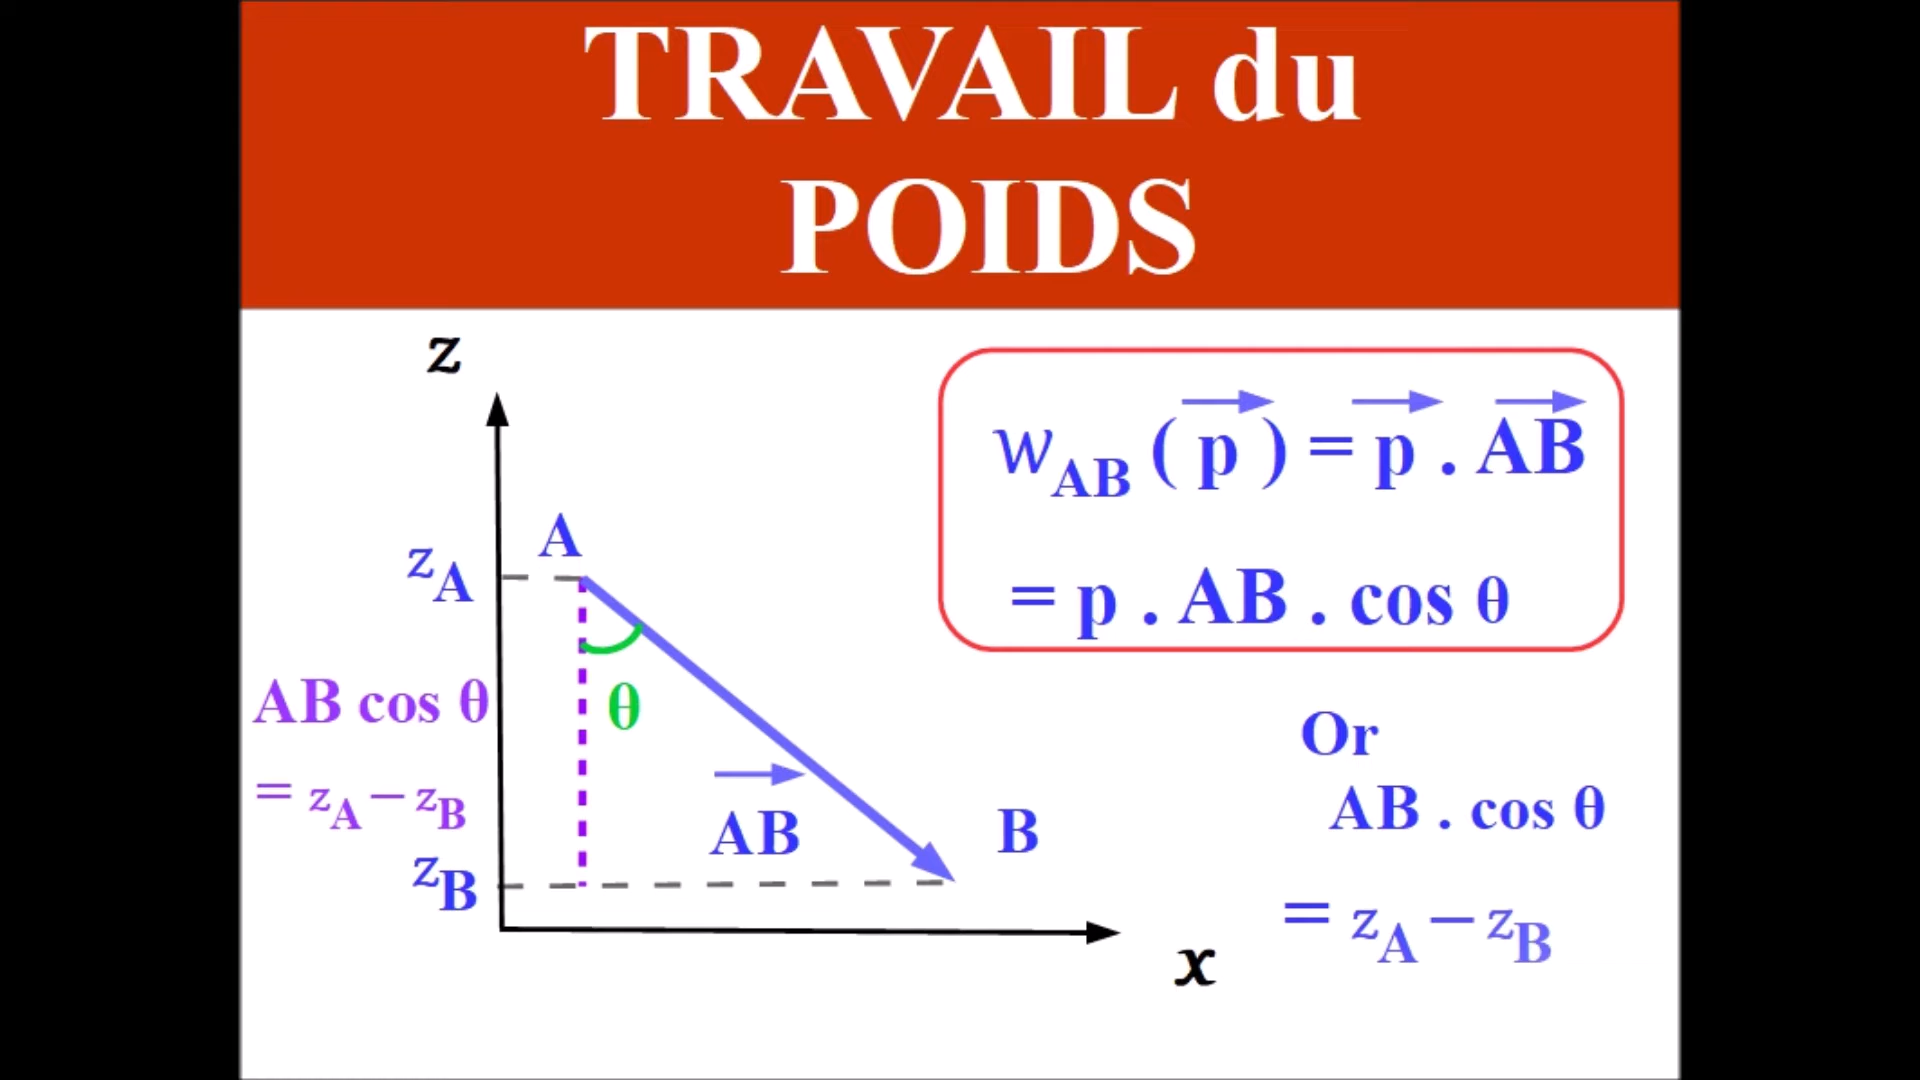 TRAVAIL du
POIDS
z
z_A
A
AB cos θ
= z_A − z_B
θ
AB
B
z_B
x
w_AB ( p ) = p . AB
= p . AB . cos θ
Or
AB . cos θ
= z_A − z_B